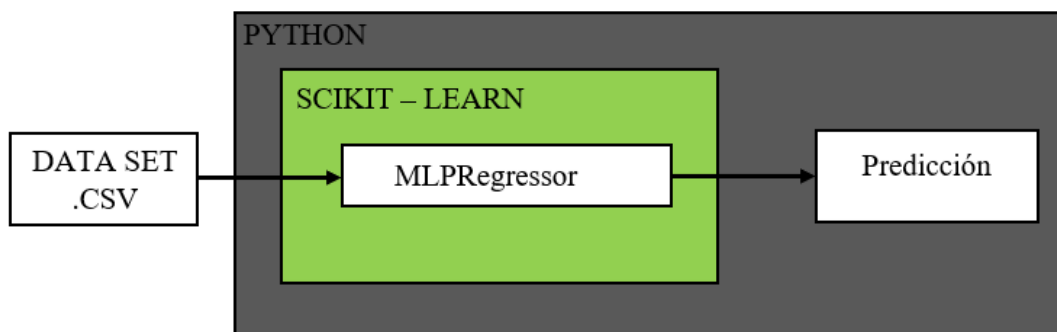 PYTHON
SCIKIT – LEARN
DATA SET
.CSV
MLPRegressor
Predicción